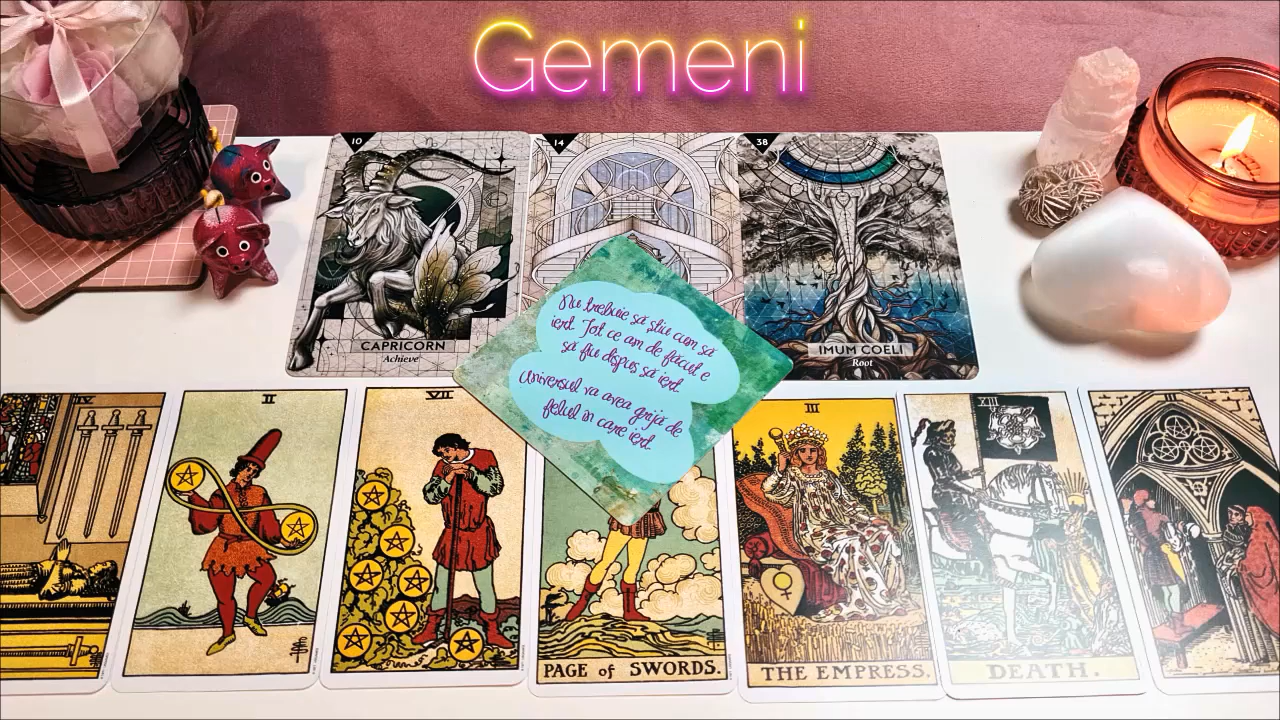 Gemeni
10
14
38
CAPRICORN
Achieve
IMUM COELI
Root
Nu trebuie să știu cum să
iert. Tot ce am de făcut e
să fiu dispus să iert.
Universul va avea grijă de
felul în care iert.
IV
II
VII
III
XIII
PAGE of SWORDS.
THE EMPRESS.
DEATH.